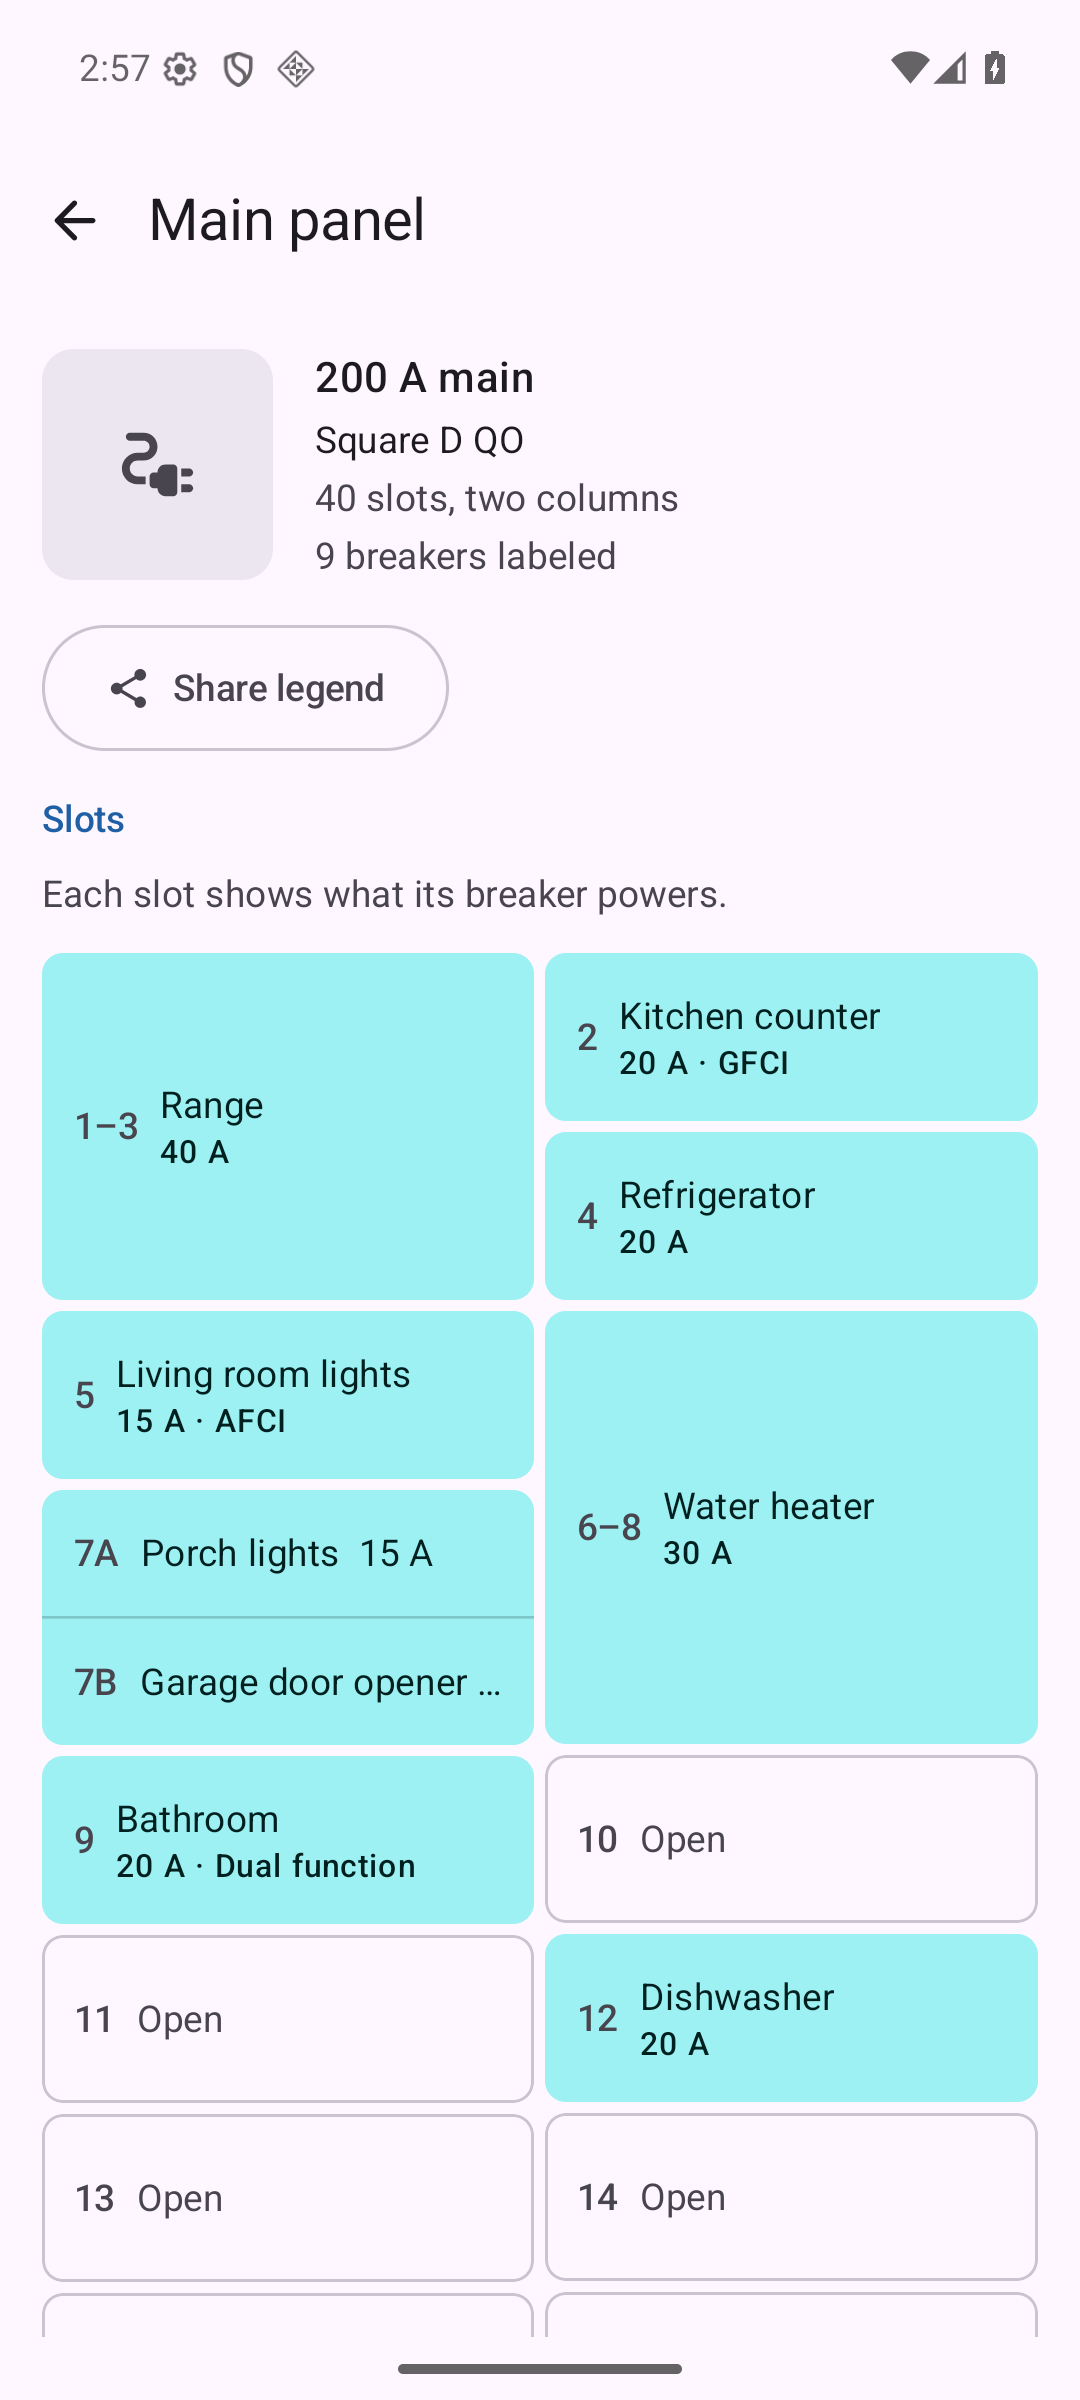 2:57
Main panel
200 A main
Square D QO
40 slots, two columns
9 breakers labeled
Share legend
Slots
Each slot shows what its breaker powers.
1–3 Range
40 A
2 Kitchen counter
20 A · GFCI
4 Refrigerator
20 A
5 Living room lights
15 A · AFCI
6–8 Water heater
30 A
7A Porch lights 15 A
7B Garage door opener …
9 Bathroom
20 A · Dual function
10 Open
11 Open
12 Dishwasher
20 A
13 Open
14 Open